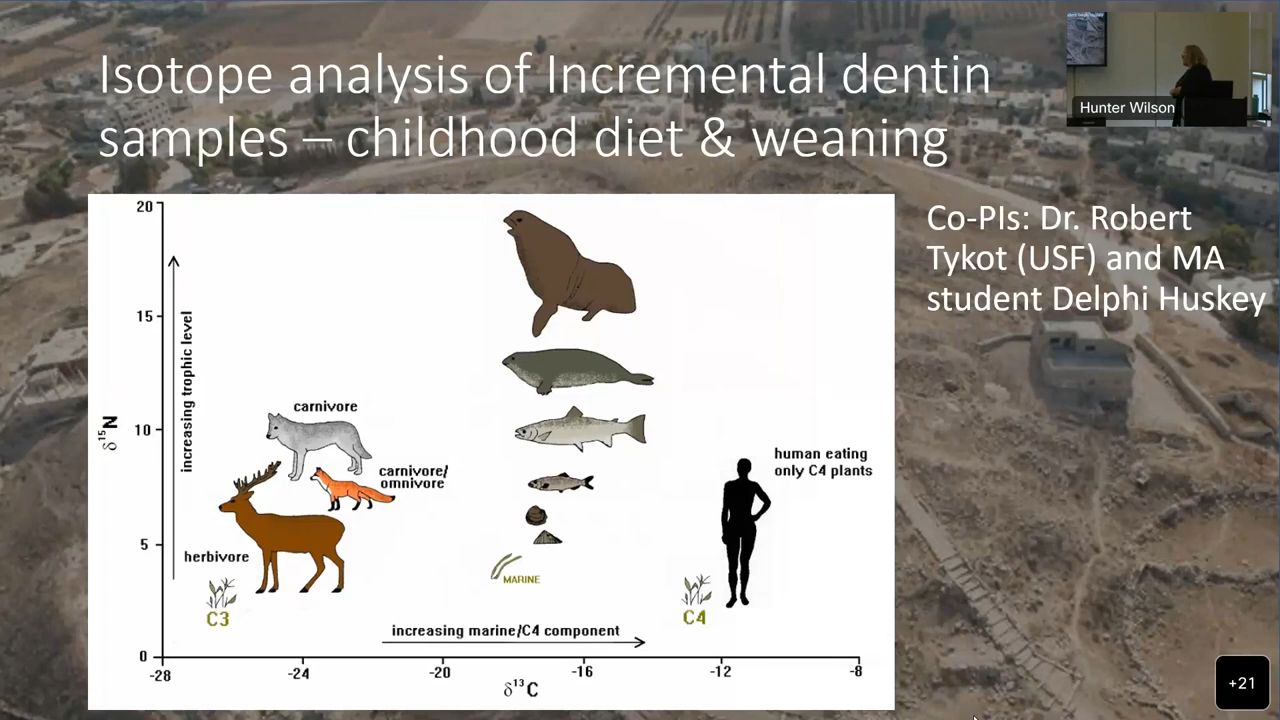 Isotope analysis of Incremental dentin
samples – childhood diet & weaning
Hunter Wilson
Co-PIs: Dr. Robert
Tykot (USF) and MA
student Delphi Huskey
20
15
10
5
0
δ¹⁵N
increasing trophic level
carnivore
carnivore/
omnivore
herbivore
C3
MARINE
C4
human eating
only C4 plants
increasing marine/C4 component
-28
-24
-20
-16
-12
-8
δ¹³C
+21